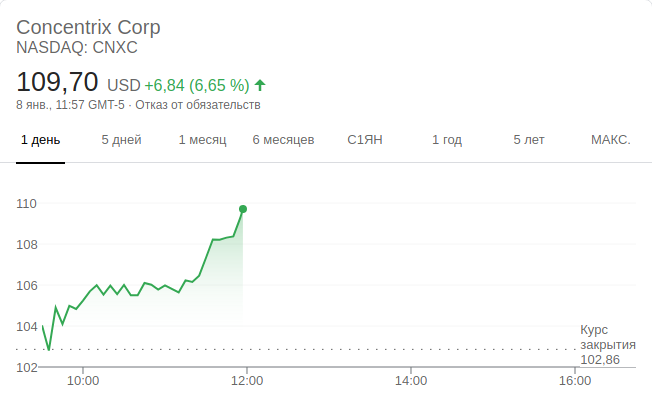 Concentrix Corp
NASDAQ: CNXC
109,70 USD +6,84 (6,65 %)
8 янв., 11:57 GMT-5 · Отказ от обязательств
1 день 5 дней 1 месяц 6 месяцев С1ЯН 1 год 5 лет МАКС.
110
108
106
104
Курс
закрытия
102,86
102
10:00 12:00 14:00 16:00